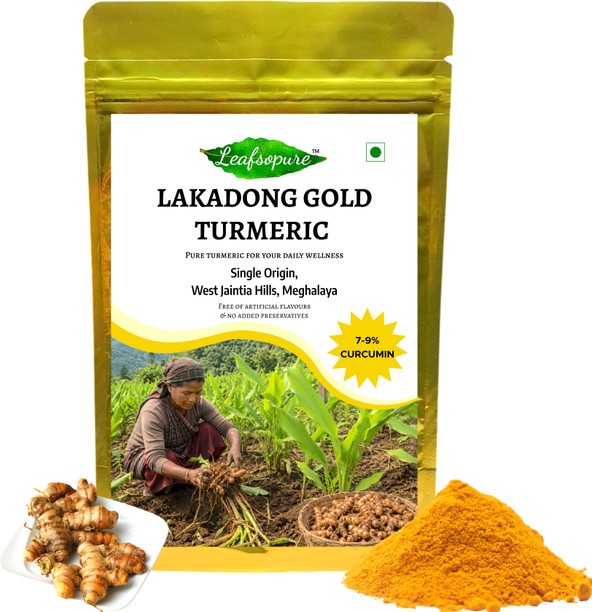 Leafsopure™
LAKADONG GOLD
TURMERIC
PURE TURMERIC FOR YOUR DAILY WELLNESS
Single Origin,
West Jaintia Hills, Meghalaya
FREE OF ARTIFICIAL FLAVOURS
& NO ADDED PRESERVATIVES
7-9%
CURCUMIN